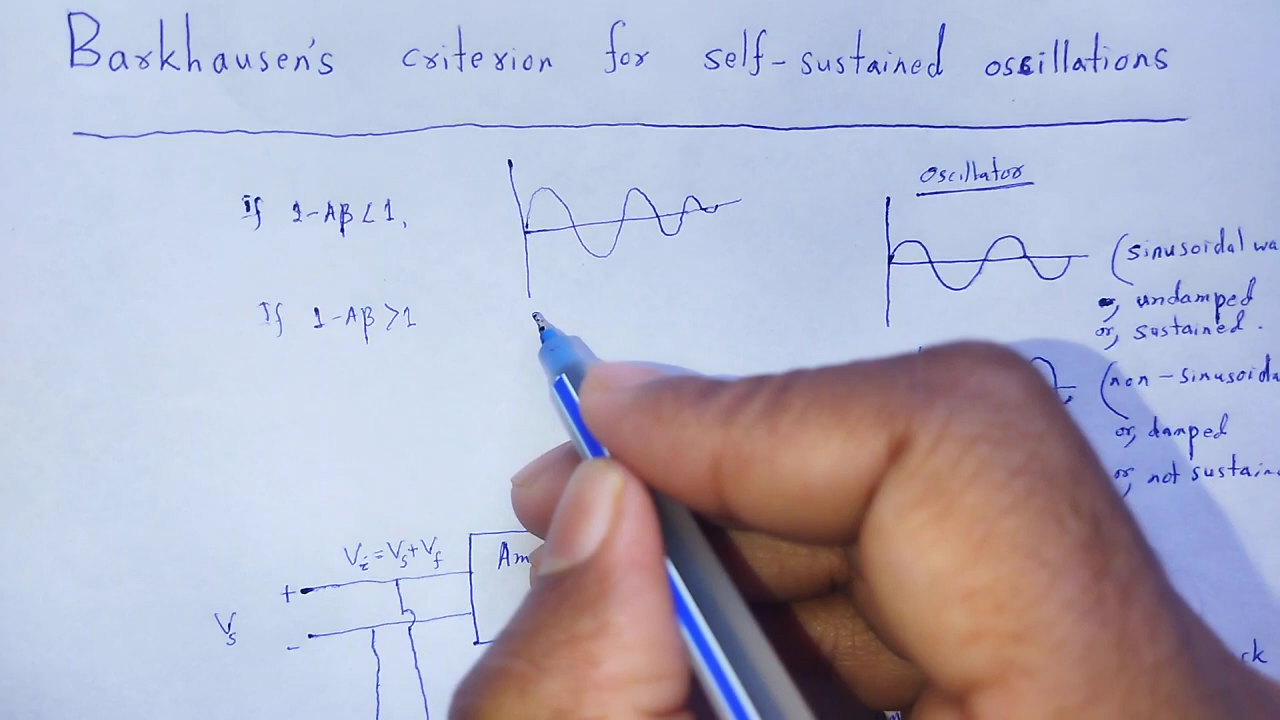 Barkhausen's criterion for self-sustained oscillations
If 1-Aβ<1,
If 1-Aβ>1
Oscillator
(sinusoidal wa
or, undamped
or, sustained.
(non-sinusoida
or, damped
or, not sustain
Vi=Vs+Vf
+
Vs
-
Am
ck